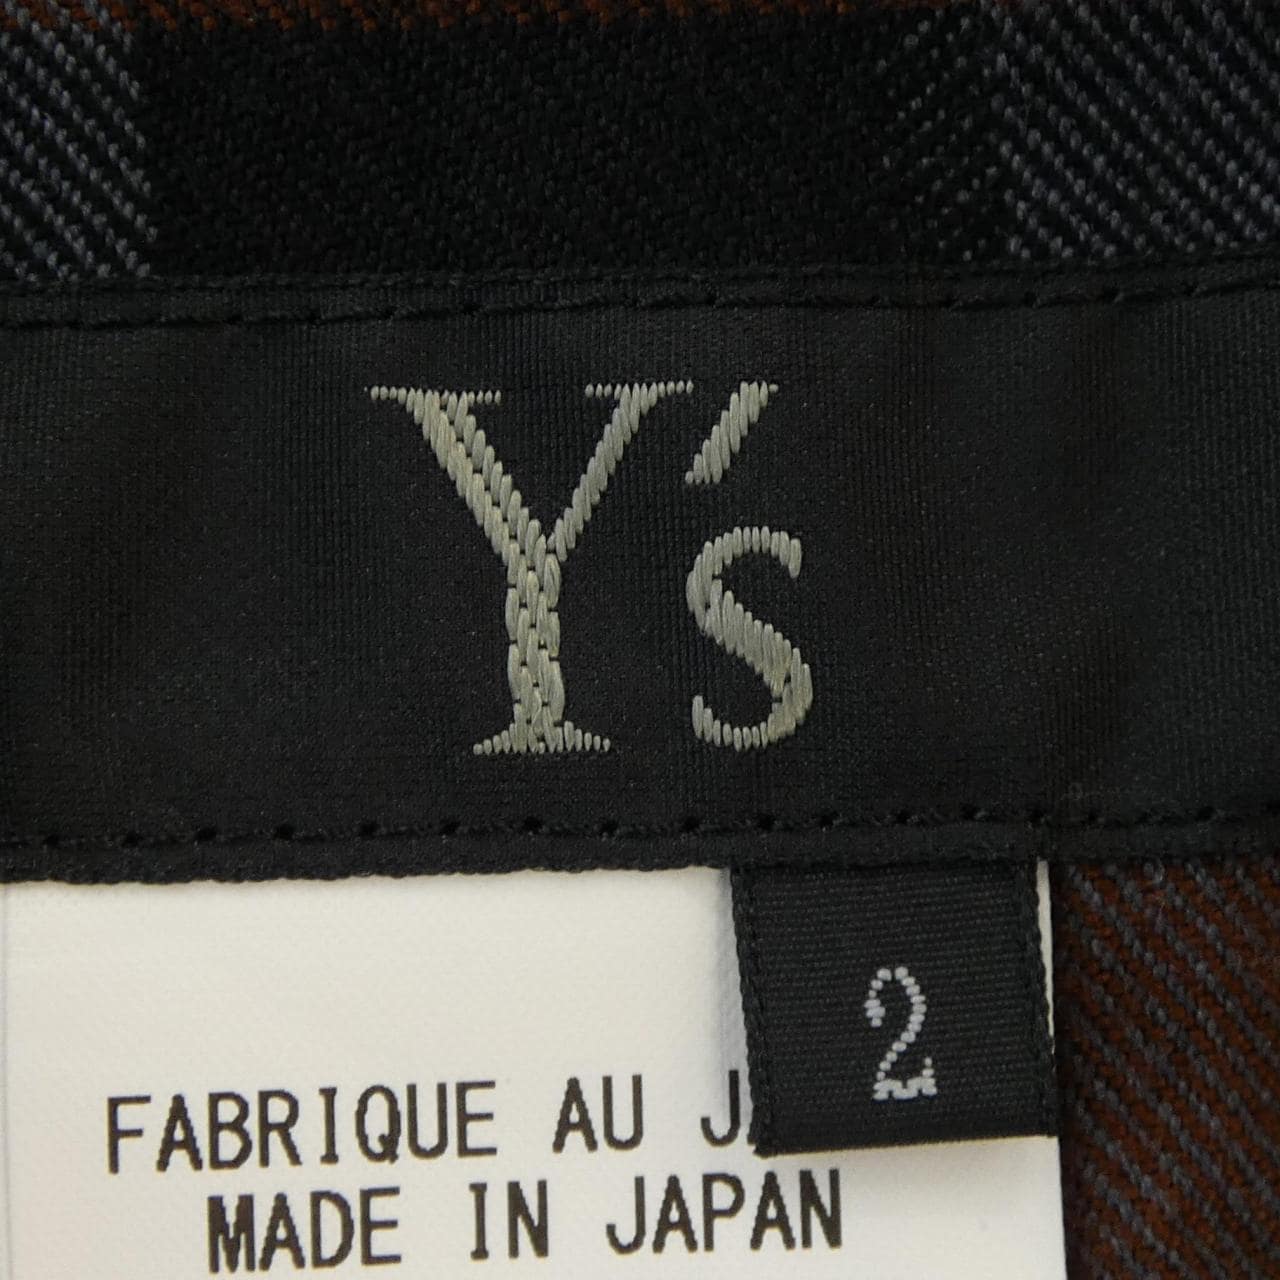 Y's
2
FABRIQUE AU
MADE IN JAPAN